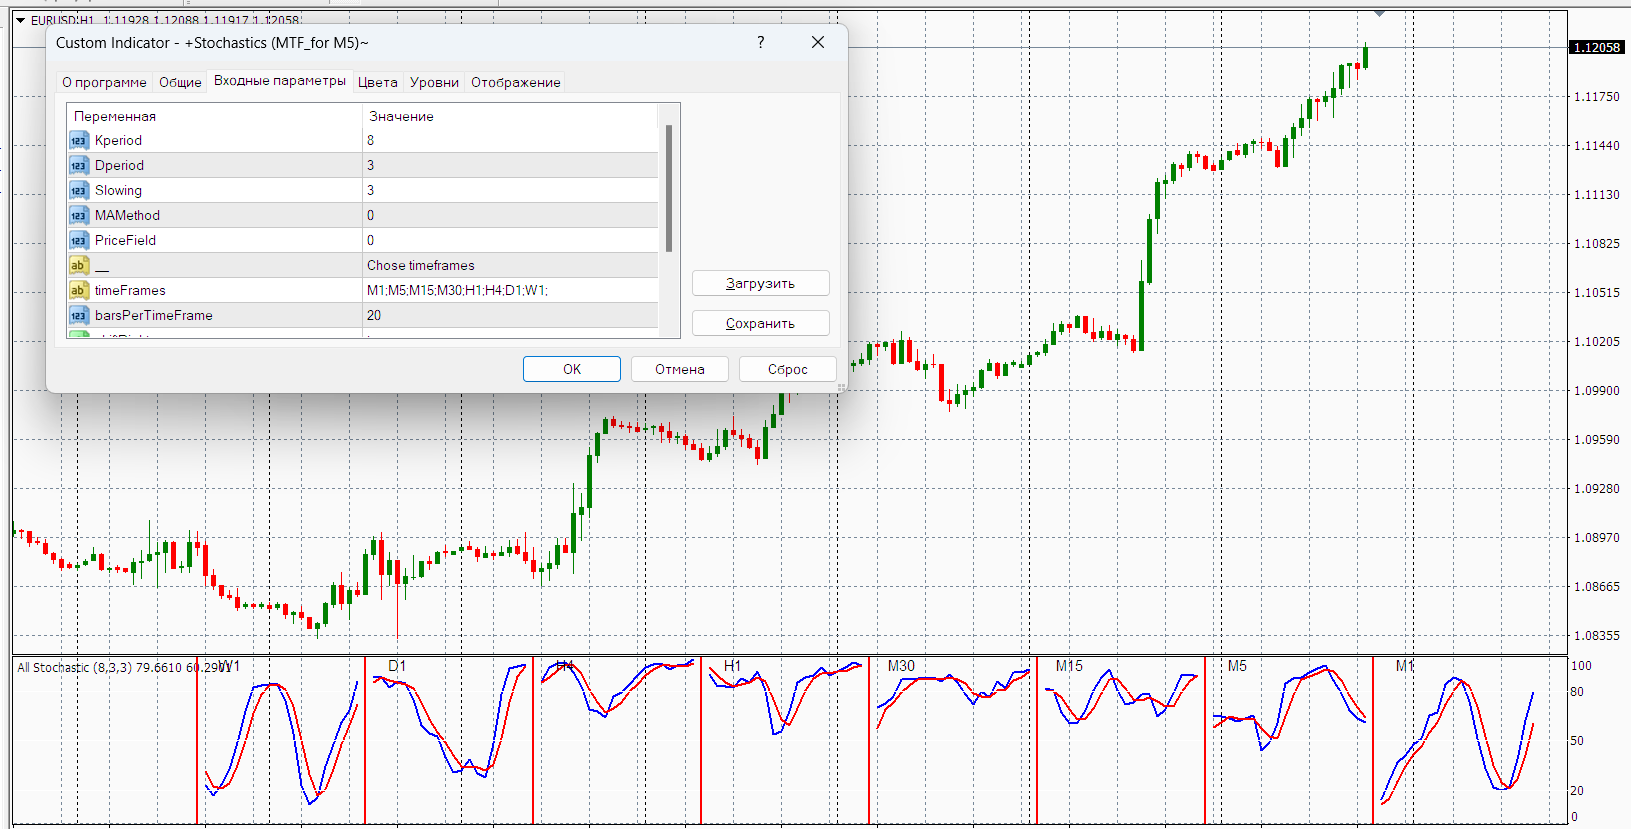 EURUSD,H1 1.11928 1.12088 1.11917 1.12058
Custom Indicator - +Stochastics (MTF_for M5)~
?
О программе Общие Входные параметры Цвета Уровни Отображение
Переменная Значение
Kperiod 8
Dperiod 3
Slowing 3
MAMethod 0
PriceField 0
__ Chose timeframes
timeFrames M1;M5;M15;M30;H1;H4;D1;W1;
barsPerTimeFrame 20
Загрузить
Сохранить
OK Отмена Сброс
1.12058
1.11750
1.11440
1.11130
1.10825
1.10515
1.10205
1.09900
1.09590
1.09280
1.08970
1.08665
1.08355
All Stochastic (8,3,3) 79.6610 60.2901
W1 D1 H4 H1 M30 M15 M5 M1
100
80
50
20
0